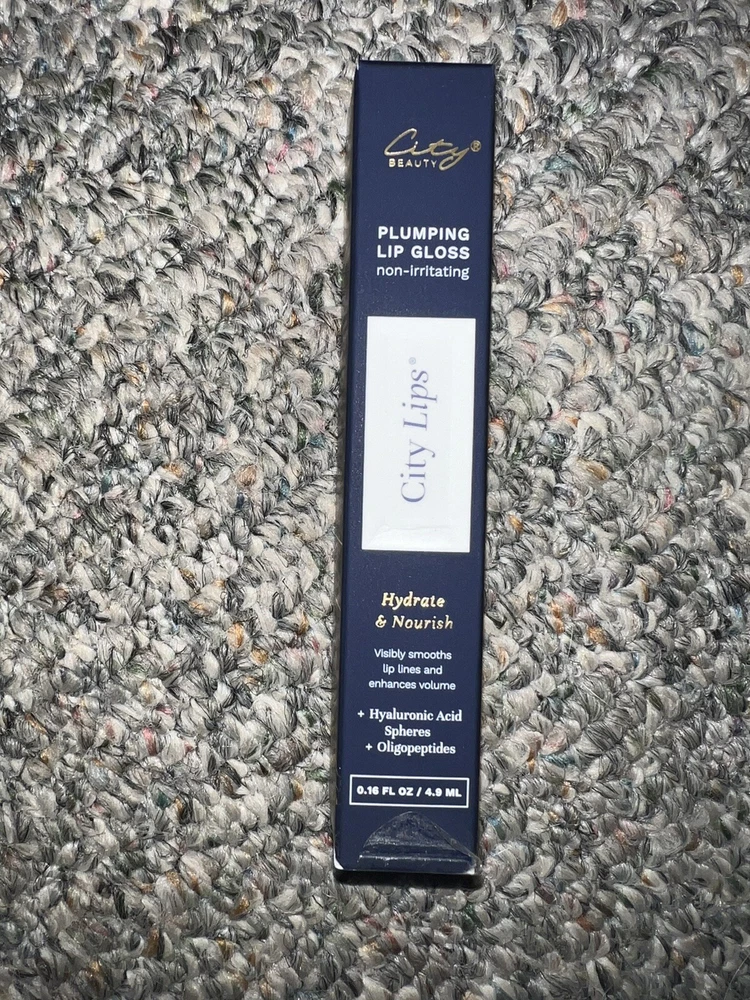 City®
BEAUTY
PLUMPING
LIP GLOSS
non-irritating
City Lips®
Hydrate
& Nourish
Visibly smooths
lip lines and
enhances volume
+ Hyaluronic Acid
Spheres
+ Oligopeptides
0.16 FL OZ / 4.9 ML